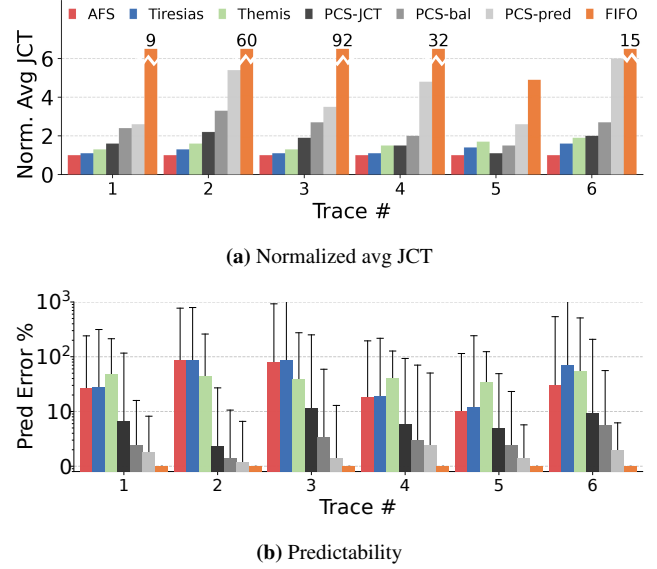 AFS Tiresias Themis PCS-JCT PCS-bal PCS-pred FIFO
9 60 92 32 15
Norm. Avg JCT
6
4
2
0
1 2 3 4 5 6
Trace #
(a) Normalized avg JCT
Pred Error %
10³
10²
10
0
1 2 3 4 5 6
Trace #
(b) Predictability